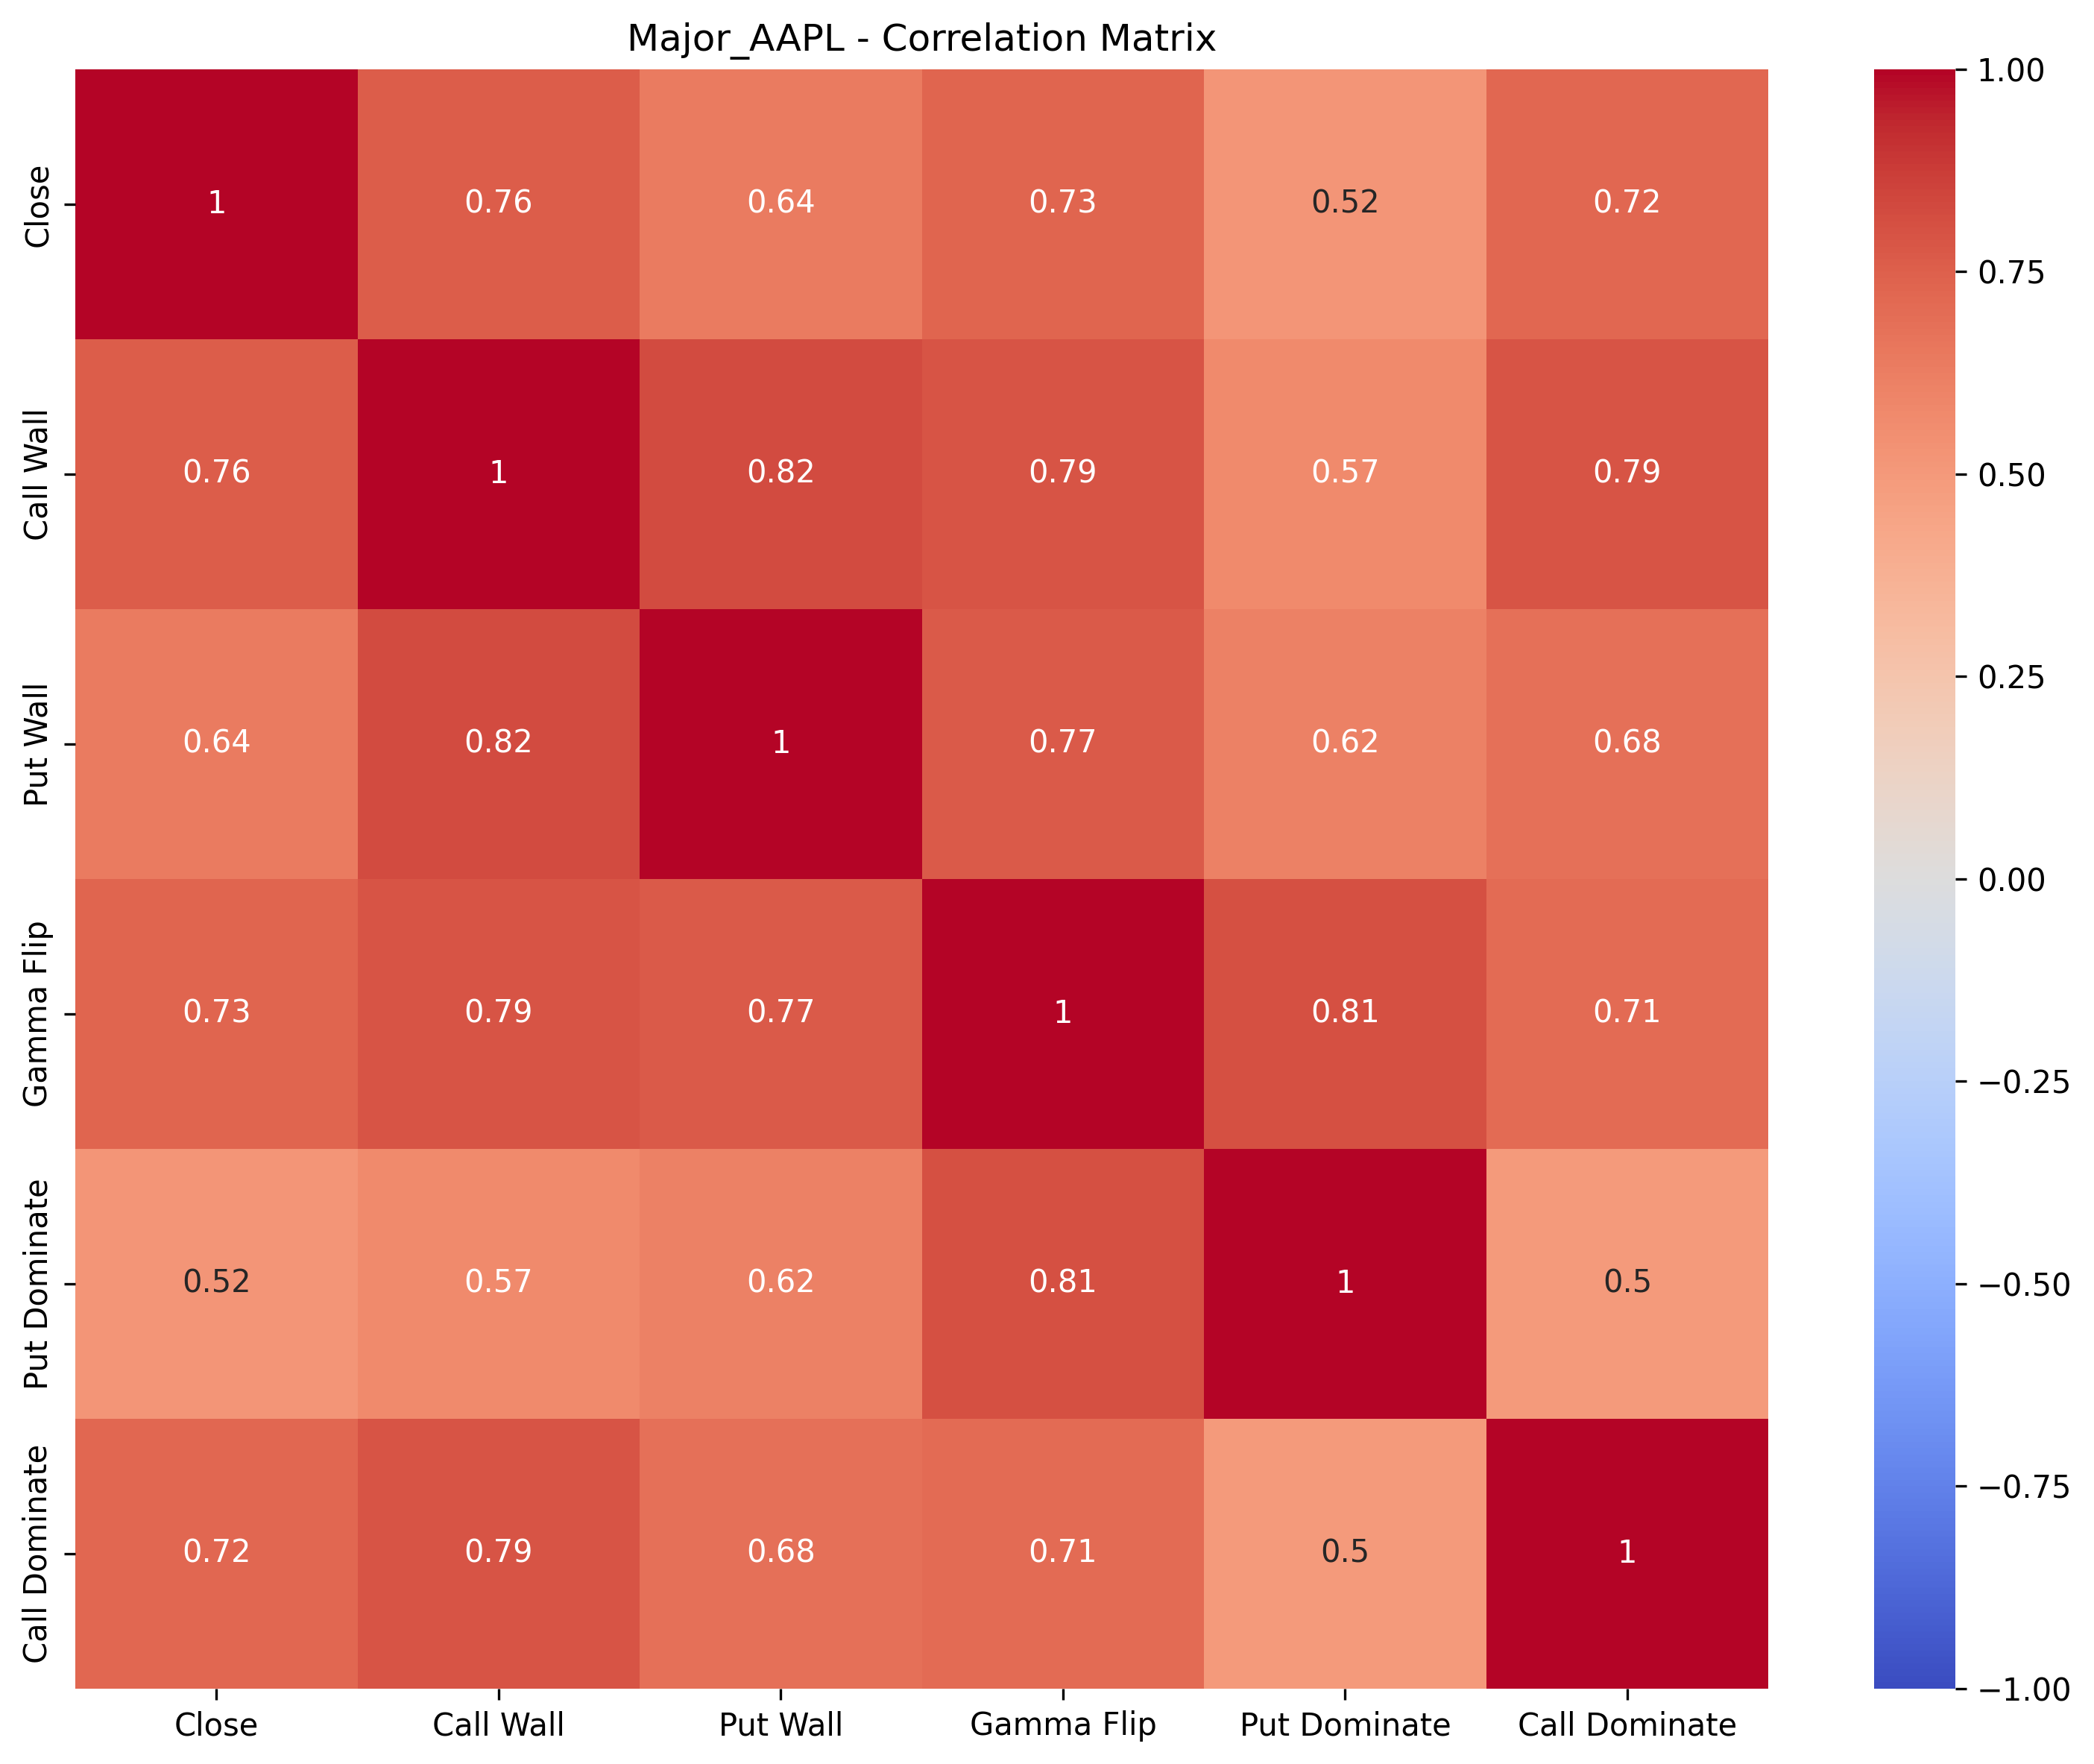 Major_AAPL - Correlation Matrix
Close
1 0.76 0.64 0.73 0.52 0.72
Call Wall
0.76 1 0.82 0.79 0.57 0.79
Put Wall
0.64 0.82 1 0.77 0.62 0.68
Gamma Flip
0.73 0.79 0.77 1 0.81 0.71
Put Dominate
0.52 0.57 0.62 0.81 1 0.5
Call Dominate
0.72 0.79 0.68 0.71 0.5 1
Close Call Wall Put Wall Gamma Flip Put Dominate Call Dominate
1.00
0.75
0.50
0.25
0.00
−0.25
−0.50
−0.75
−1.00